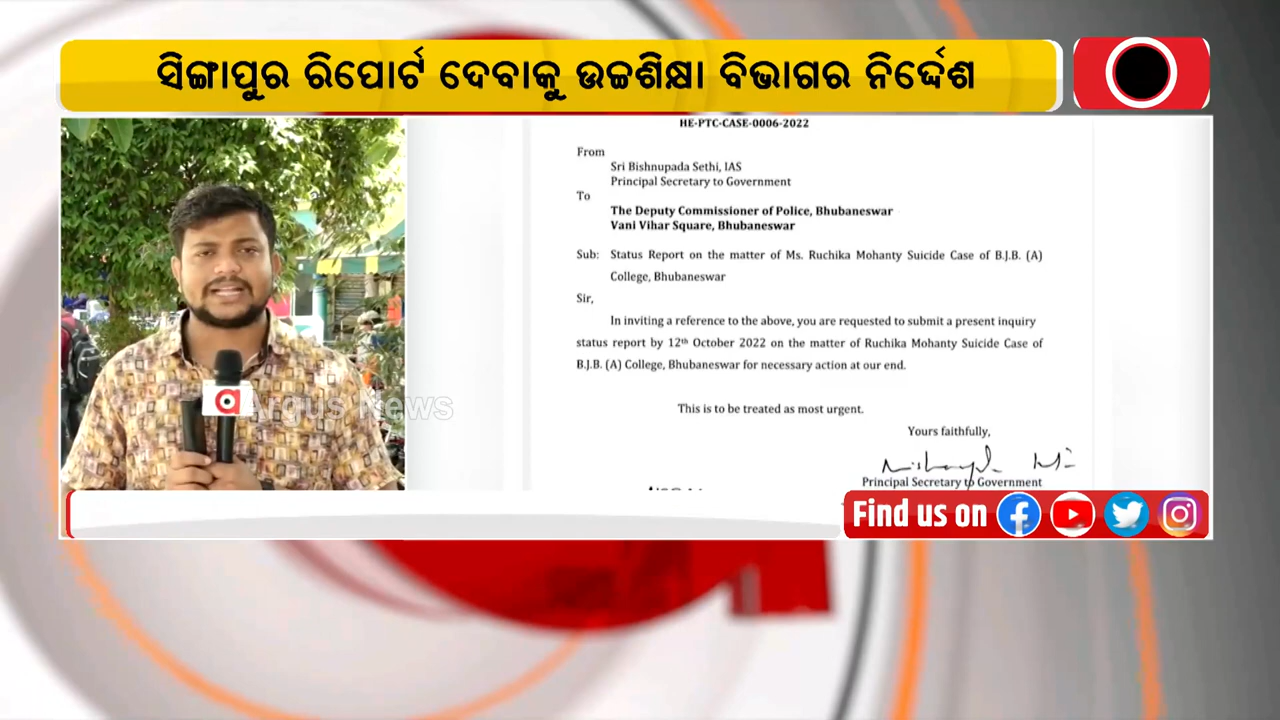 ସିଙ୍ଗାପୁର ରିପୋର୍ଟ ଦେବାକୁ ଉଚ୍ଚଶିକ୍ଷା ବିଭାଗର ନିର୍ଦ୍ଦେଶ
HE-PTC-CASE-0006-2022
From
Sri Bishnupada Sethi, IAS
Principal Secretary to Government
To
The Deputy Commissioner of Police, Bhubaneswar
Vani Vihar Square, Bhubaneswar
Sub: Status Report on the matter of Ms. Ruchika Mohanty Suicide Case of B.J.B. (A)
College, Bhubaneswar
Sir,
In inviting a reference to the above, you are requested to submit a present inquiry
status report by 12th October 2022 on the matter of Ruchika Mohanty Suicide Case of
B.J.B. (A) College, Bhubaneswar for necessary action at our end.
This is to be treated as most urgent.
Yours faithfully,
Principal Secretary to Government
a
Argus News
Find us on